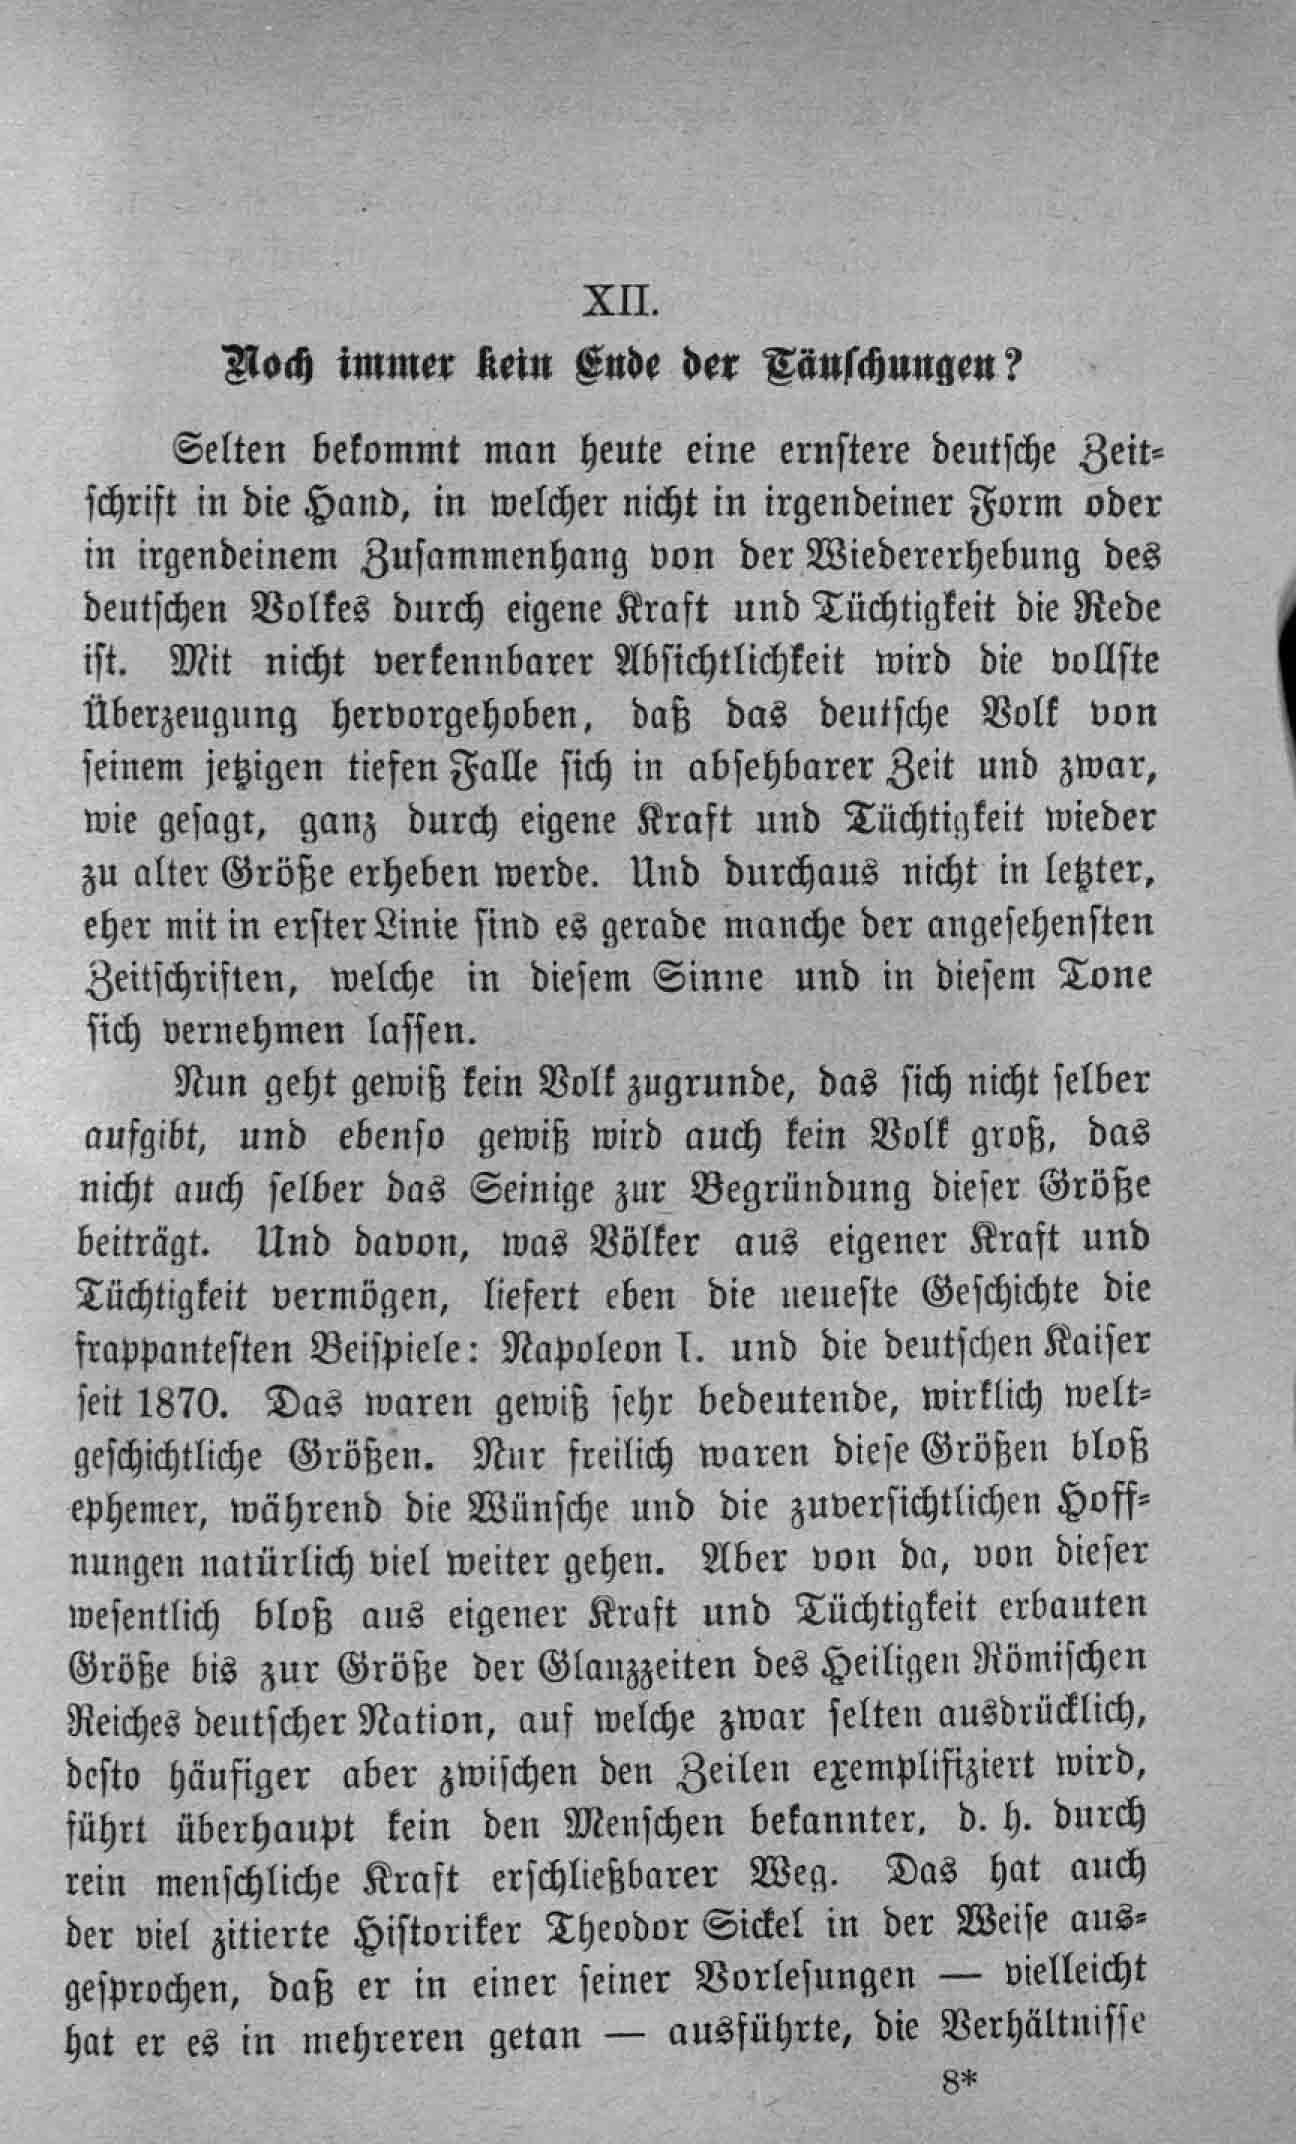 XII.
Noch immer kein Ende der Täuschungen?
Selten bekommt man heute eine ernstere deutsche Zeit-
schrift in die Hand, in welcher nicht in irgendeiner Form oder
in irgendeinem Zusammenhang von der Wiedererhebung des
deutschen Volkes durch eigene Kraft und Tüchtigkeit die Rede
ist. Mit nicht verkennbarer Absichtlichkeit wird die vollste
Überzeugung hervorgehoben, daß das deutsche Volk von
seinem jetzigen tiefen Falle sich in absehbarer Zeit und zwar,
wie gesagt, ganz durch eigene Kraft und Tüchtigkeit wieder
zu alter Größe erheben werde. Und durchaus nicht in letzter,
eher mit in erster Linie sind es gerade manche der angesehensten
Zeitschriften, welche in diesem Sinne und in diesem Tone
sich vernehmen lassen.
Nun geht gewiß kein Volk zugrunde, das sich nicht selber
aufgibt, und ebenso gewiß wird auch kein Volk groß, das
nicht auch selber das Seinige zur Begründung dieser Größe
beiträgt. Und davon, was Völker aus eigener Kraft und
Tüchtigkeit vermögen, liefert eben die neueste Geschichte die
frappantesten Beispiele: Napoleon I. und die deutschen Kaiser
seit 1870. Das waren gewiß sehr bedeutende, wirklich welt-
geschichtliche Größen. Nur freilich waren diese Größen bloß
ephemer, während die Wünsche und die zuversichtlichen Hoff-
nungen natürlich viel weiter gehen. Aber von da, von dieser
wesentlich bloß aus eigener Kraft und Tüchtigkeit erbauten
Größe bis zur Größe der Glanzzeiten des Heiligen Römischen
Reiches deutscher Nation, auf welche zwar selten ausdrücklich,
desto häufiger aber zwischen den Zeilen exemplifiziert wird,
führt überhaupt kein den Menschen bekannter, d. h. durch
rein menschliche Kraft erschließbarer Weg. Das hat auch
der viel zitierte Historiker Theodor Sickel in der Weise aus-
gesprochen, daß er in einer seiner Vorlesungen — vielleicht
hat er es in mehreren getan — ausführte, die Verhältnisse
8*